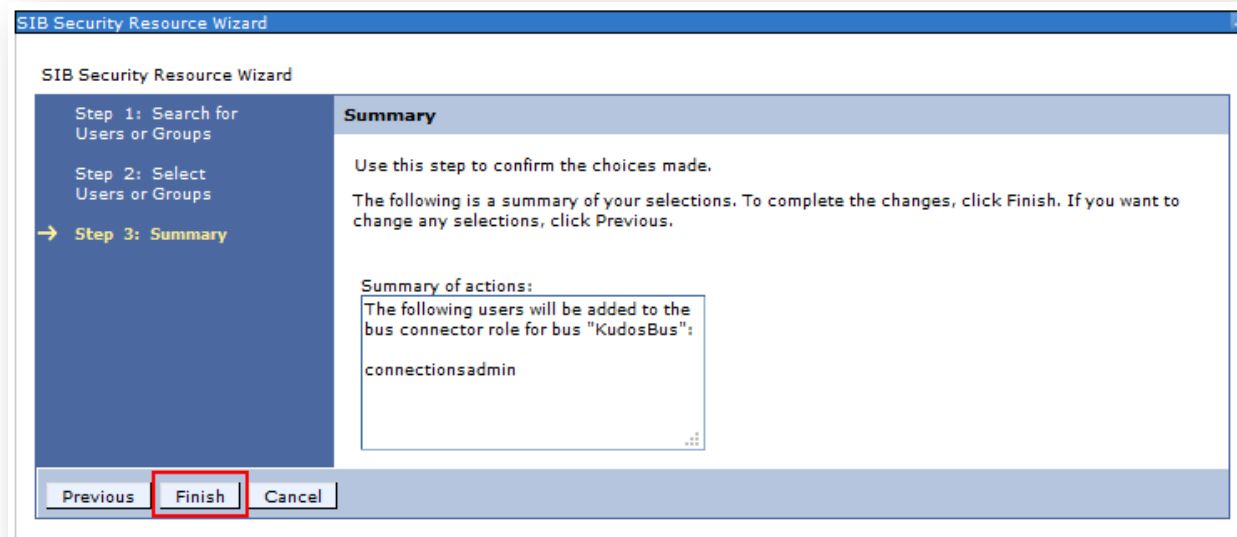 SIB Security Resource Wizard
SIB Security Resource Wizard
Step 1: Search for
Users or Groups
Step 2: Select
Users or Groups
Step 3: Summary
Summary
Use this step to confirm the choices made.
The following is a summary of your selections. To complete the changes, click Finish. If you want to
change any selections, click Previous.
Summary of actions:
The following users will be added to the
bus connector role for bus "KudosBus":
connectionsadmin
Previous Finish Cancel